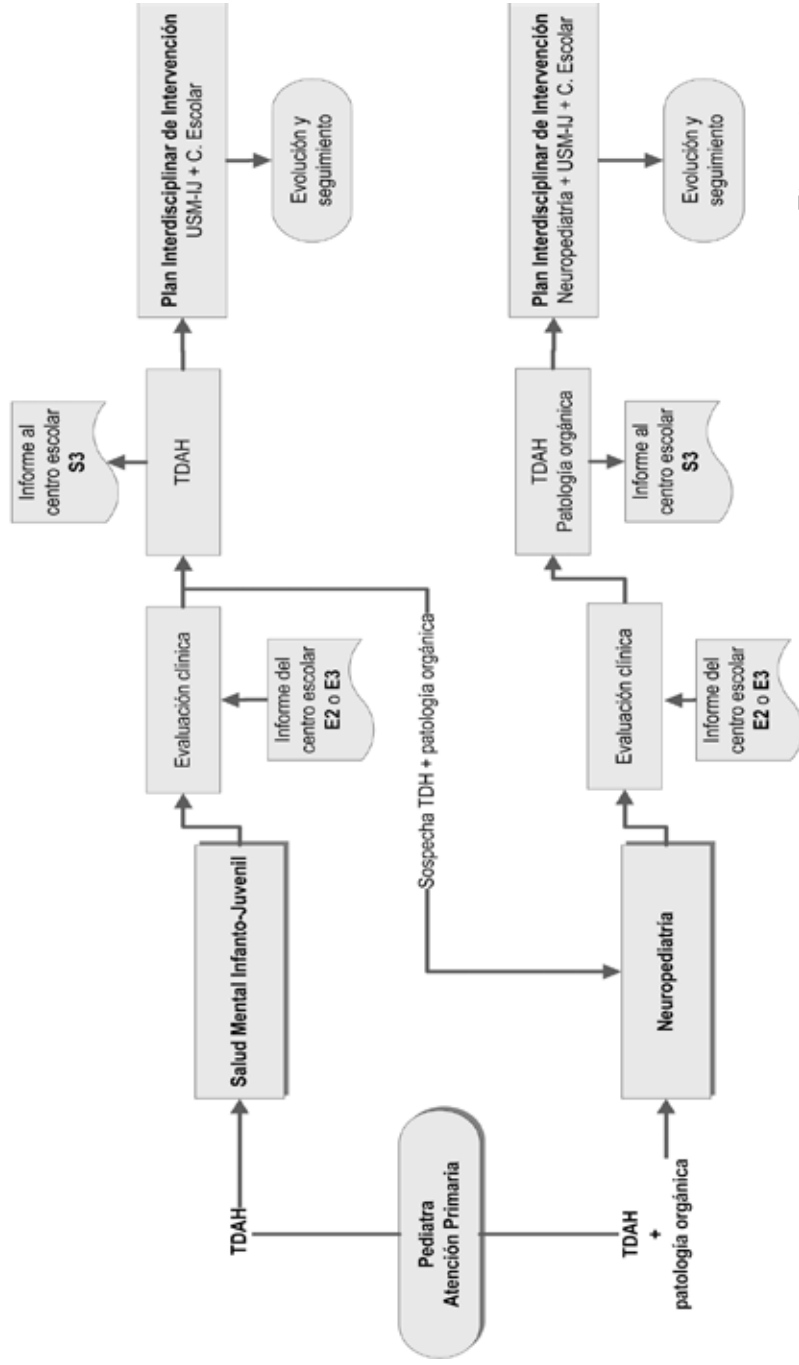 Pediatra
Atención Primaria
TDAH
Salud Mental Infanto-Juvenil
Evaluación clínica
Informe del
centro escolar
E2 o E3
TDAH
Informe al
centro escolar
S3
Plan Interdisciplinar de Intervención
USM-IJ + C. Escolar
Evolución y
seguimiento
Sospecha TDH + patología orgánica
TDAH
+
patología orgánica
Neuropediatría
Evaluación clínica
Informe del
centro escolar
E2 o E3
TDAH
Patología orgánica
Informe al
centro escolar
S3
Plan Interdisciplinar de Intervención
Neuropediatría + USM-IJ + C. Escolar
Evolución y
seguimiento